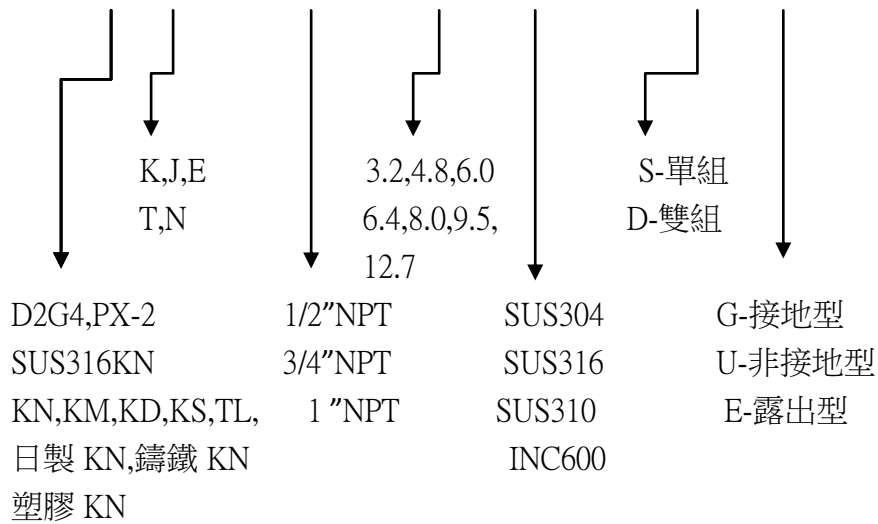 K,J,E 3.2,4.8,6.0 S-單組
T,N 6.4,8.0,9.5, D-雙組
12.7
D2G4,PX-2 1/2"NPT SUS304 G-接地型
SUS316KN 3/4"NPT SUS316 U-非接地型
KN,KM,KD,KS,TL, 1 "NPT SUS310 E-露出型
日製 KN,鑄鐵 KN INC600
塑膠 KN